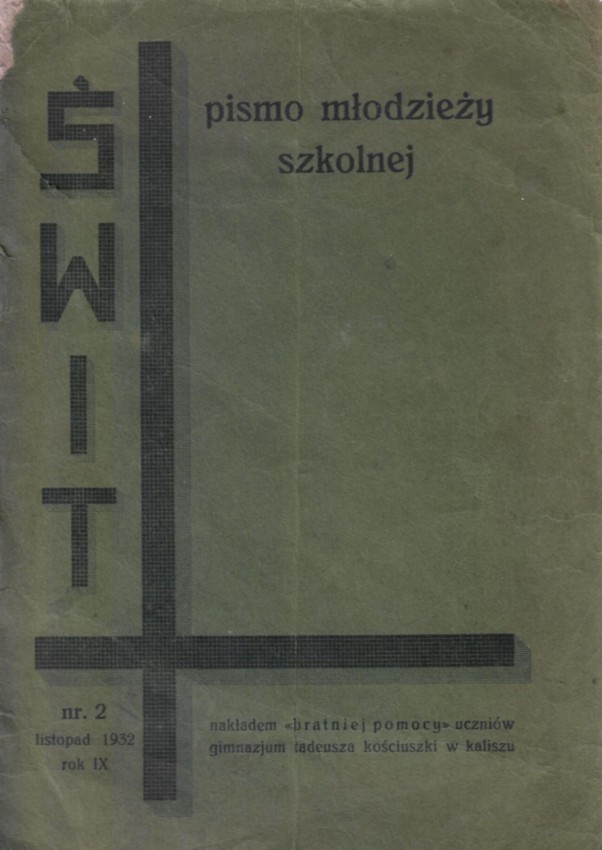 ŚWIT
pismo młodzieży
szkolnej
nr. 2
listopad 1932
rok IX
nakładem «bratniej pomocy» uczniów
gimnazjum tadeusza kościuszki w kaliszu